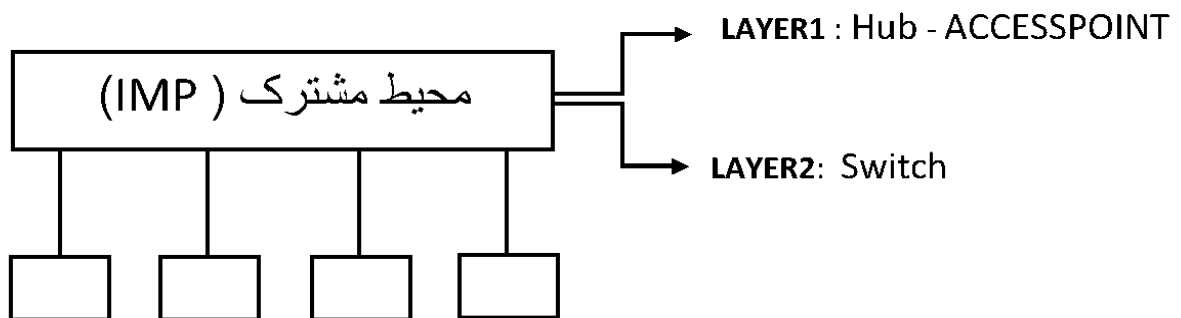 LAYER1 : Hub - ACCESSPOINT
محیط مشترک ( IMP)
LAYER2: Switch